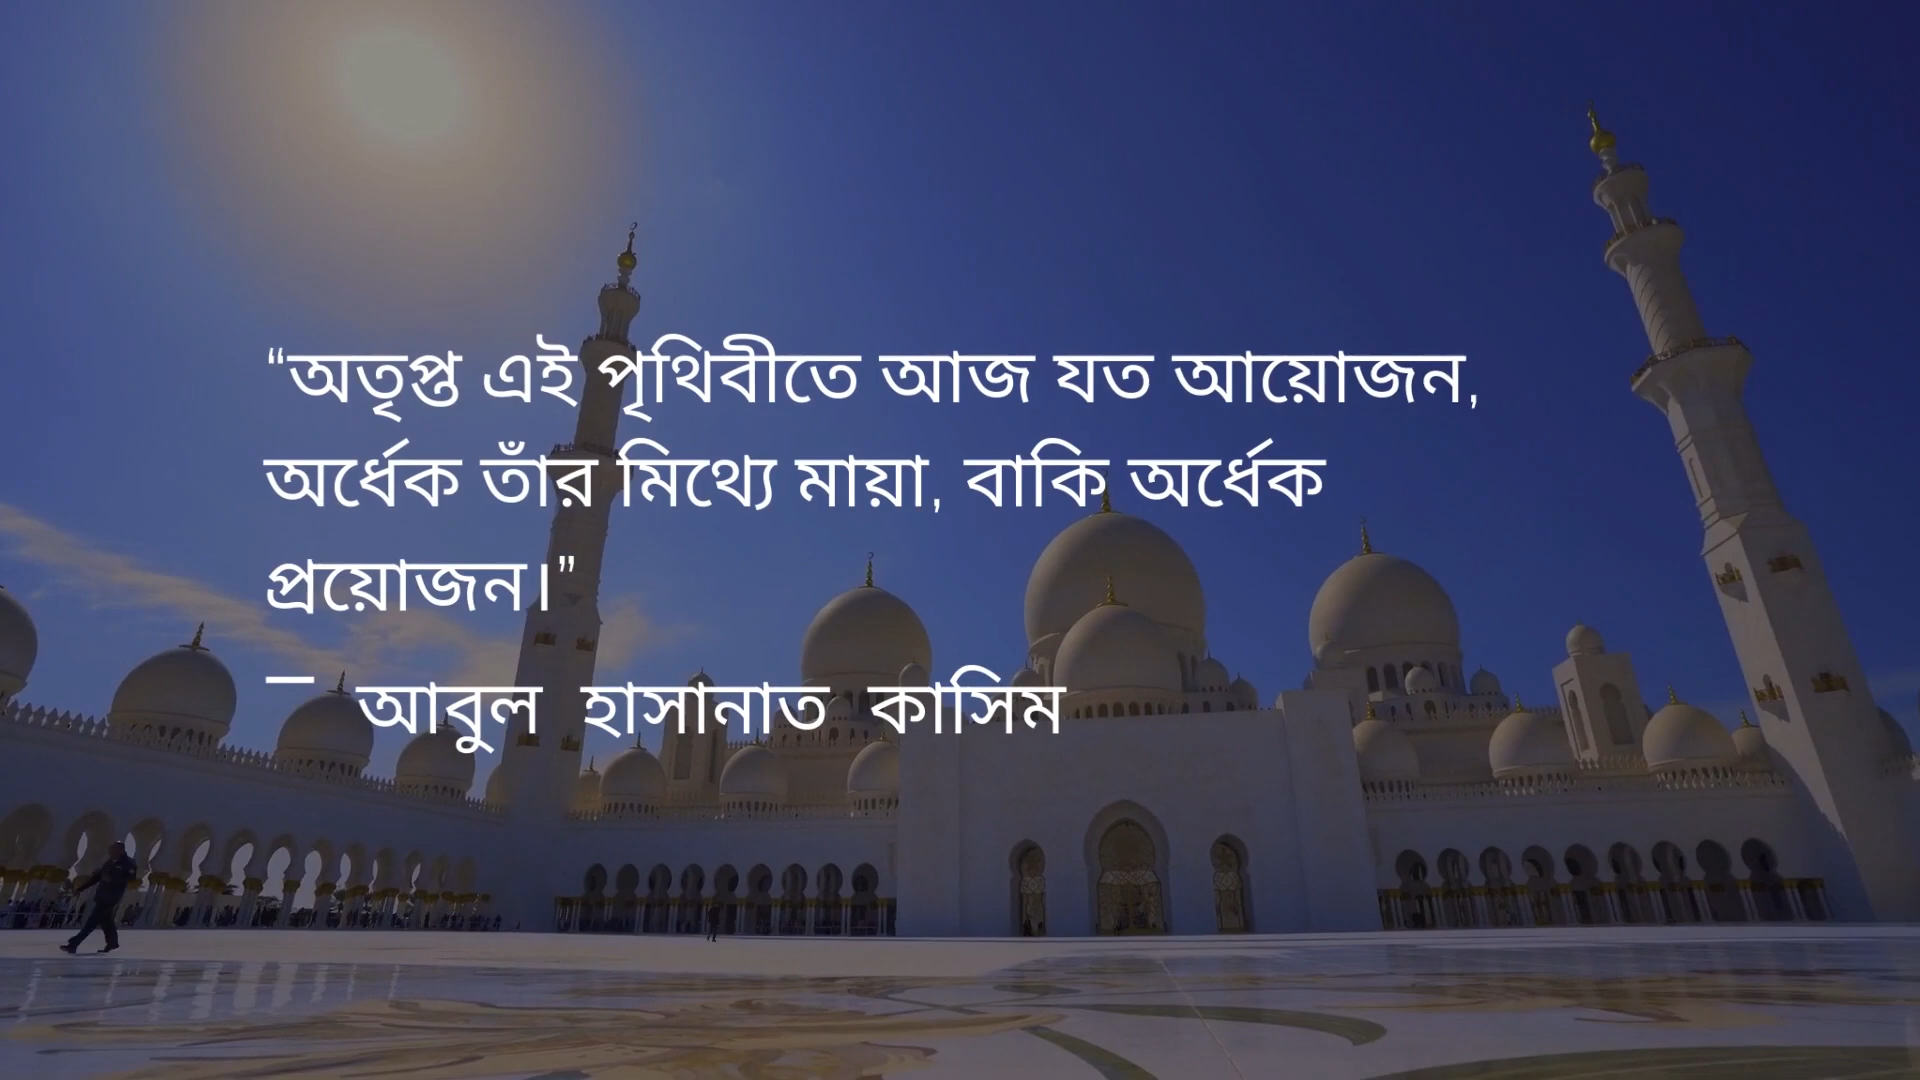 “অতৃপ্ত এই পৃথিবীতে আজ যত আয়োজন,
অর্ধেক তাঁর মিথ্যে মায়া, বাকি অর্ধেক
প্রয়োজন।”
– আবুল হাসানাত কাসিম